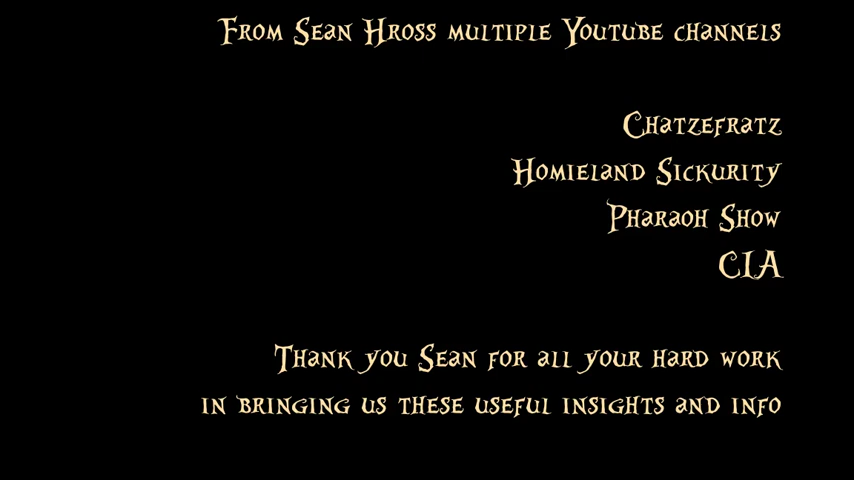 From Sean Hross multiple Youtube channels
Chatzefratz
Homieland Sickurity
Pharaoh Show
CIA
Thank you Sean for all your hard work
in bringing us these useful insights and info